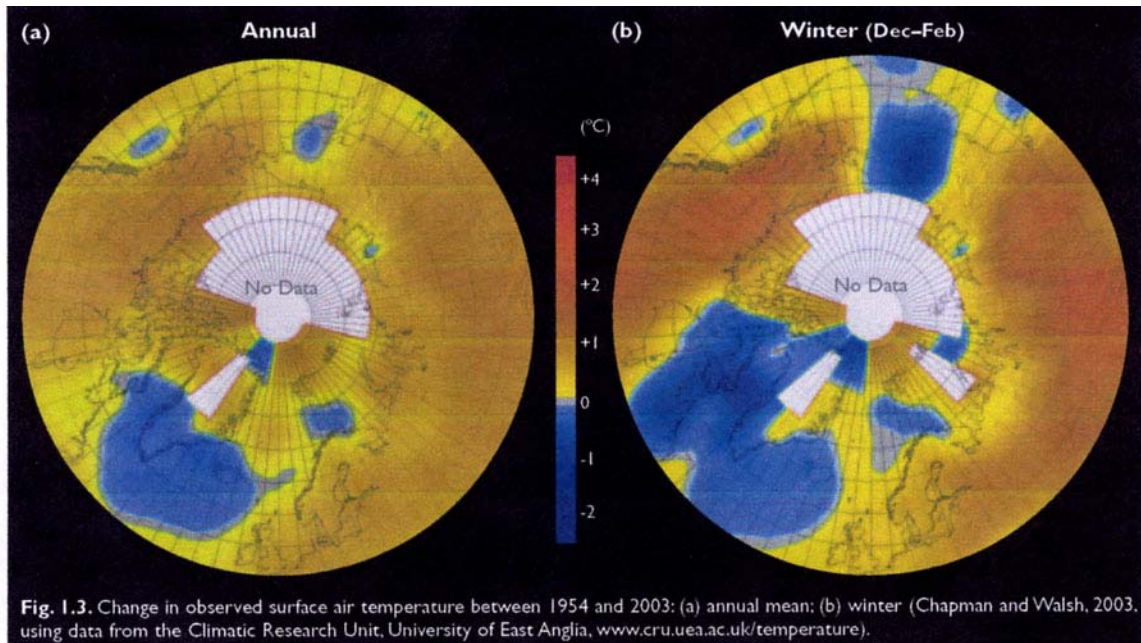 (a)
Annual
(b)
Winter (Dec–Feb)
(°C)
+4
+3
+2
+1
0
-1
-2
No Data
No Data
Fig. 1.3. Change in observed surface air temperature between 1954 and 2003: (a) annual mean; (b) winter (Chapman and Walsh, 2003,
using data from the Climatic Research Unit, University of East Anglia, www.cru.uea.ac.uk/temperature).